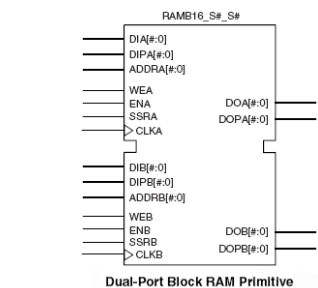 RAMB16_S#_S#
DIA[#:0]
DIPA[#:0]
ADDRA[#:0]
WEA
ENA
SSRA
CLKA
DOA[#:0]
DOPA[#:0]
DIB[#:0]
DIPB[#:0]
ADDRB[#:0]
WEB
ENB
SSRB
CLKB
DOB[#:0]
DOPB[#:0]
Dual-Port Block RAM Primitive